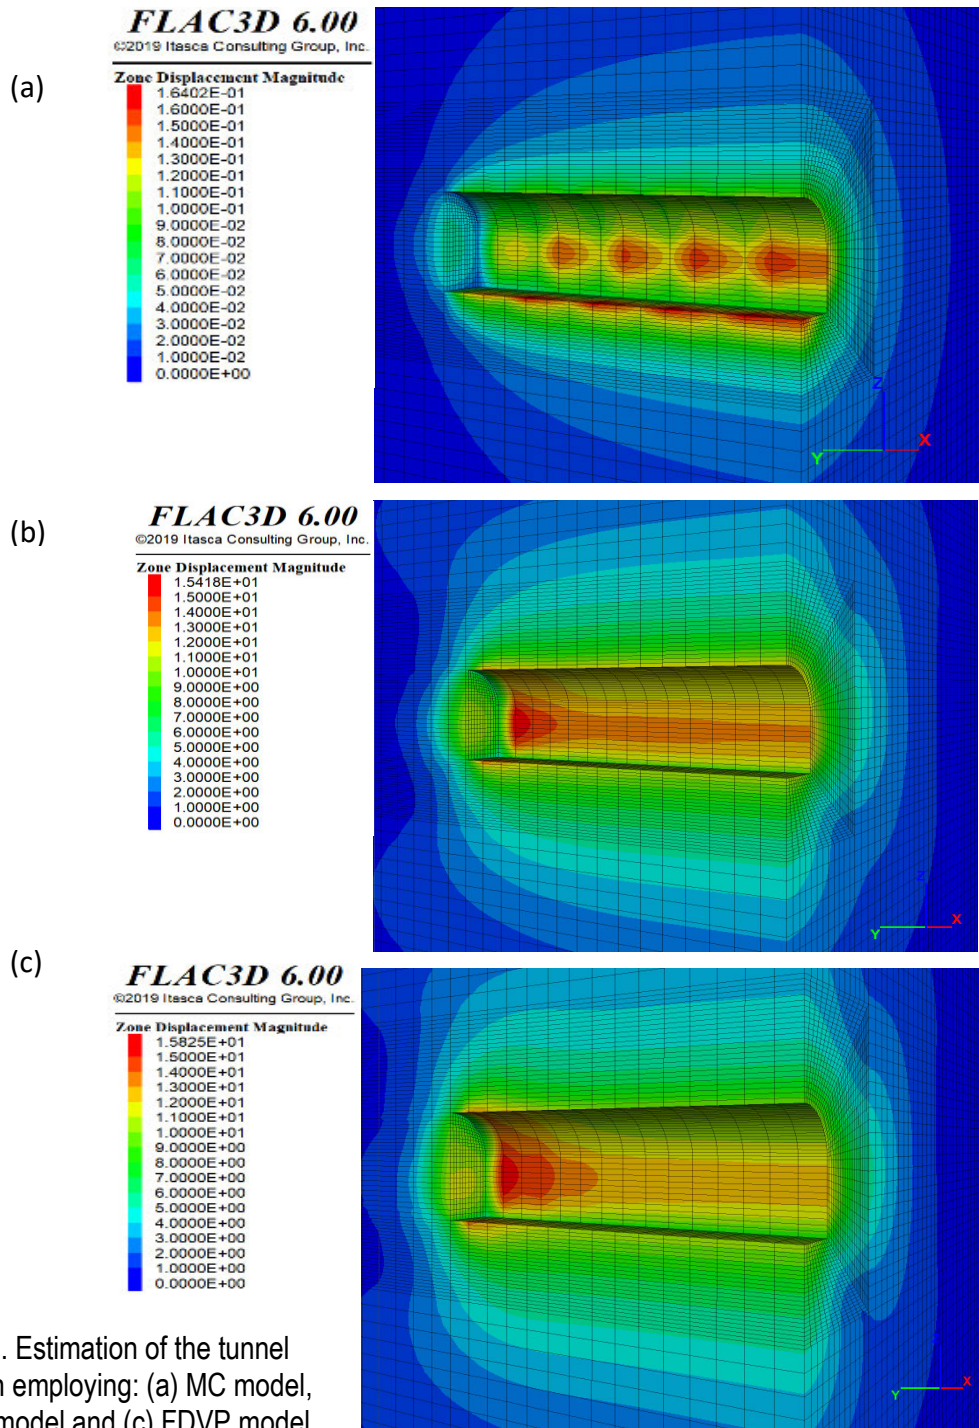 (a)
FLAC3D 6.00
©2019 Itasca Consulting Group, Inc.
Zone Displacement Magnitude
1.6402E-01
1.6000E-01
1.5000E-01
1.4000E-01
1.3000E-01
1.2000E-01
1.1000E-01
1.0000E-01
9.0000E-02
8.0000E-02
7.0000E-02
6.0000E-02
5.0000E-02
4.0000E-02
3.0000E-02
2.0000E-02
1.0000E-02
0.0000E+00
Z
Y X
(b)
FLAC3D 6.00
©2019 Itasca Consulting Group, Inc.
Zone Displacement Magnitude
1.5418E+01
1.5000E+01
1.4000E+01
1.3000E+01
1.2000E+01
1.1000E+01
1.0000E+01
9.0000E+00
8.0000E+00
7.0000E+00
6.0000E+00
5.0000E+00
4.0000E+00
3.0000E+00
2.0000E+00
1.0000E+00
0.0000E+00
Z
Y X
(c)
FLAC3D 6.00
©2019 Itasca Consulting Group, Inc.
Zone Displacement Magnitude
1.5825E+01
1.5000E+01
1.4000E+01
1.3000E+01
1.2000E+01
1.1000E+01
1.0000E+01
9.0000E+00
8.0000E+00
7.0000E+00
6.0000E+00
5.0000E+00
4.0000E+00
3.0000E+00
2.0000E+00
1.0000E+00
0.0000E+00
Y X
. Estimation of the tunnel
employing: (a) MC model,
model and (c) EDVP model